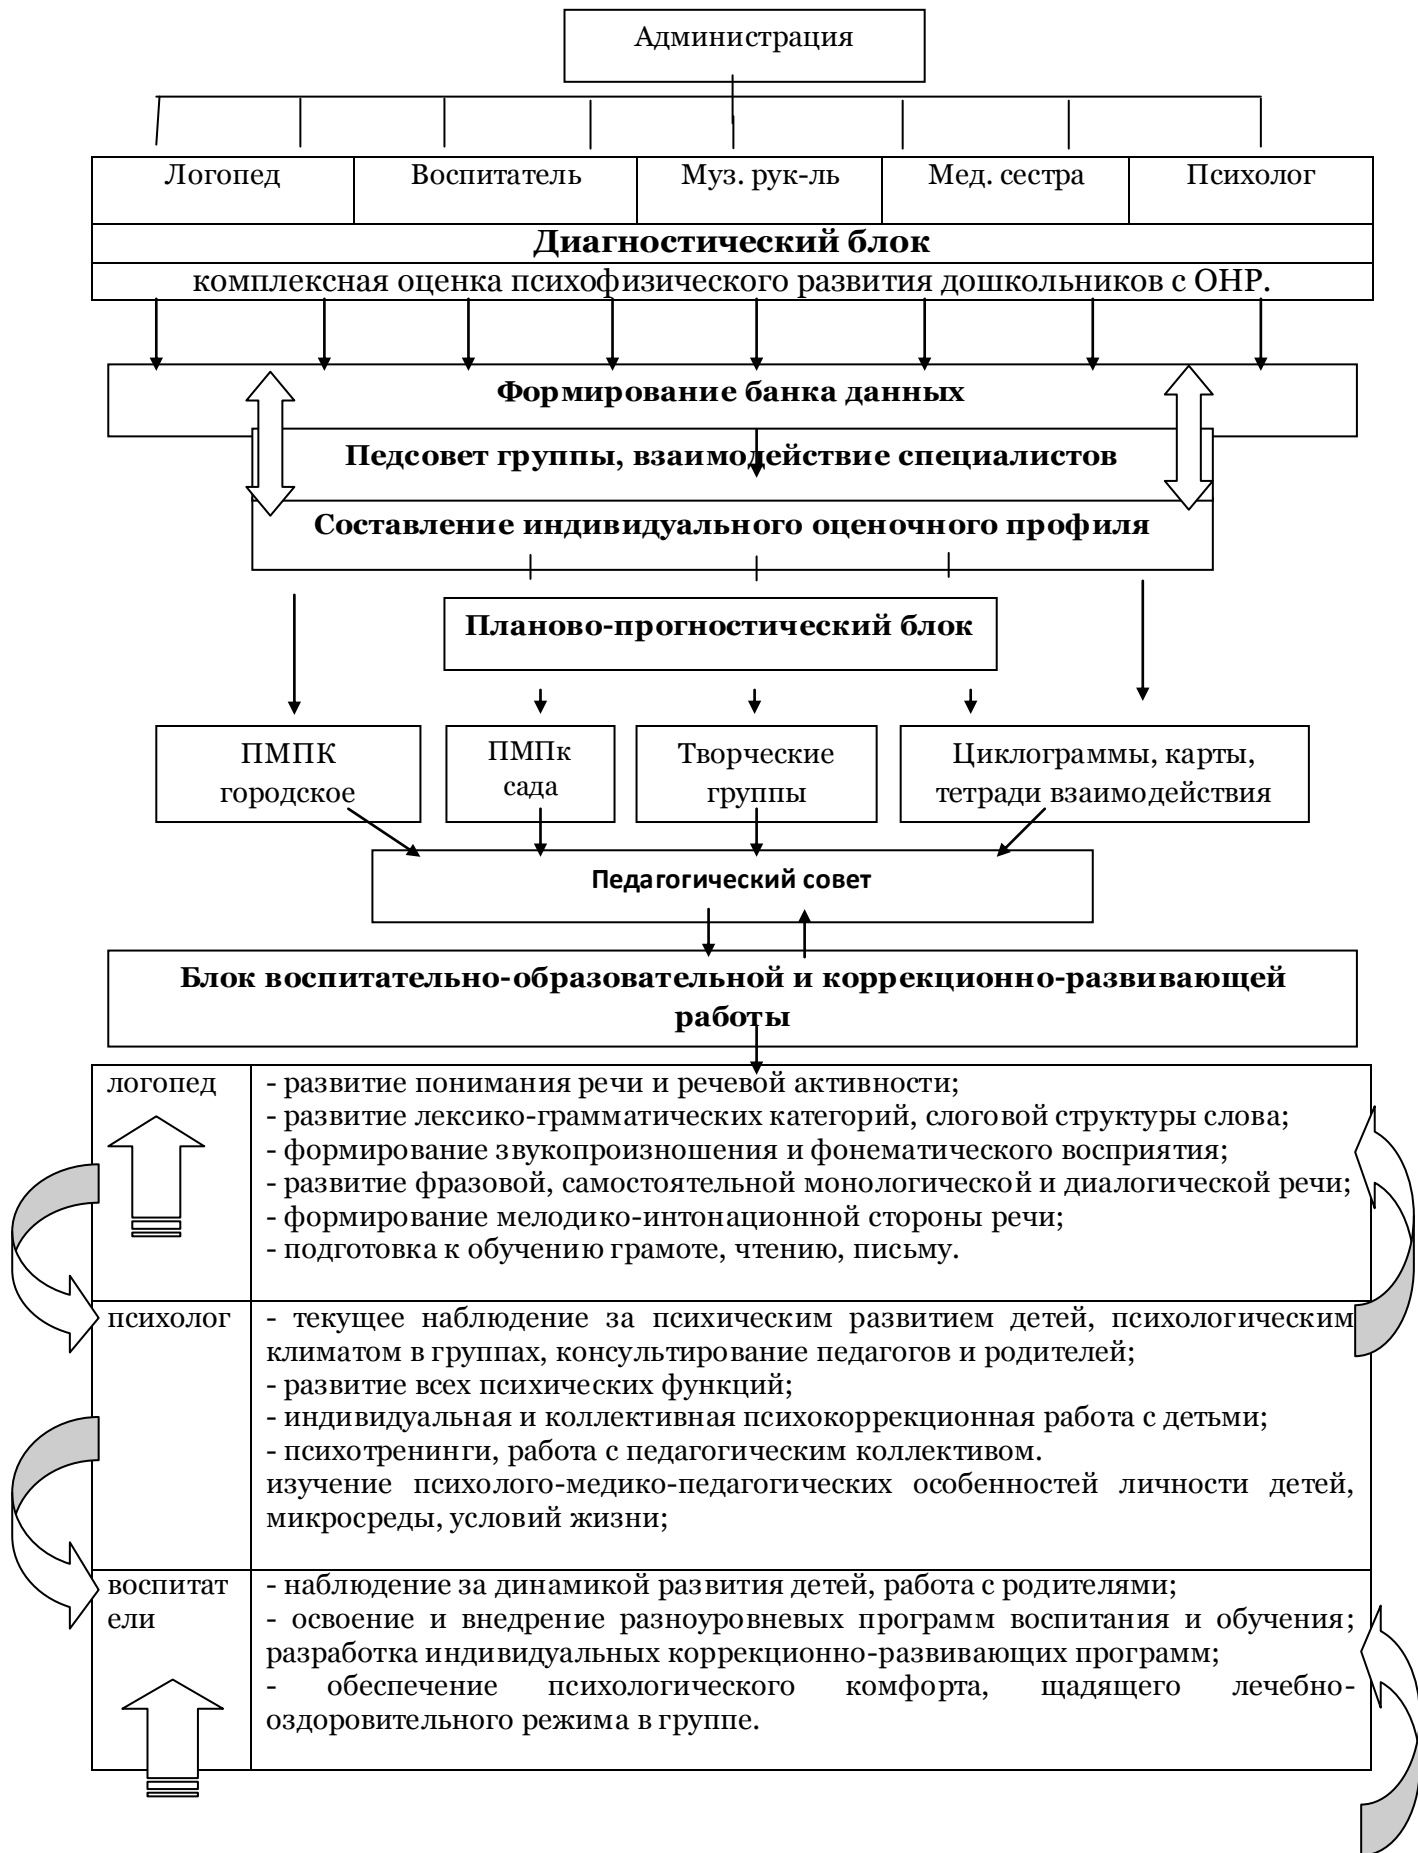 Администрация
Логопед Воспитатель Муз. рук-ль Мед. сестра Психолог
Диагностический блок
комплексная оценка психофизического развития дошкольников с ОНР.
Формирование банка данных
Педсовет группы, взаимодействие специалистов
Составление индивидуального оценочного профиля
Планово-прогностический блок
ПМПК
городское
ПМПк
сада
Творческие
группы
Циклограммы, карты,
тетради взаимодействия
Педагогический совет
Блок воспитательно-образовательной и коррекционно-развивающей
работы
логопед
- развитие понимания речи и речевой активности;
- развитие лексико-грамматических категорий, слоговой структуры слова;
- формирование звукопроизношения и фонематического восприятия;
- развитие фразовой, самостоятельной монологической и диалогической речи;
- формирование мелодико-интонационной стороны речи;
- подготовка к обучению грамоте, чтению, письму.
психолог
- текущее наблюдение за психическим развитием детей, психологическим
климатом в группах, консультирование педагогов и родителей;
- развитие всех психических функций;
- индивидуальная и коллективная психокоррекционная работа с детьми;
- психотренинги, работа с педагогическим коллективом.
изучение психолого-медико-педагогических особенностей личности детей,
микросреды, условий жизни;
воспитат
ели
- наблюдение за динамикой развития детей, работа с родителями;
- освоение и внедрение разноуровневых программ воспитания и обучения;
разработка индивидуальных коррекционно-развивающих программ;
- обеспечение психологического комфорта, щадящего лечебно-
оздоровительного режима в группе.